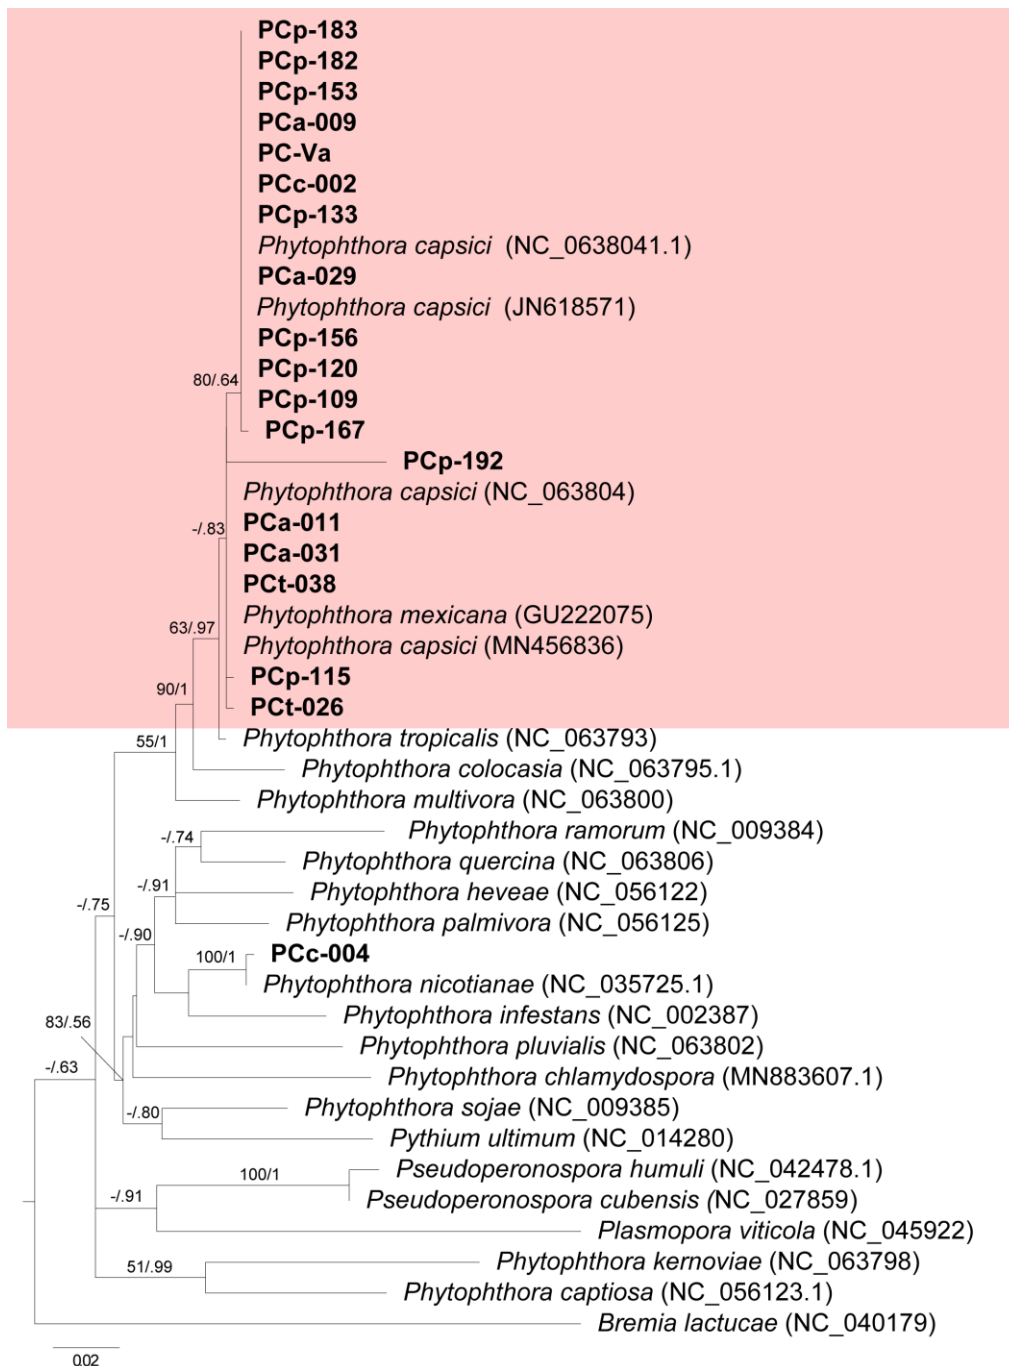 PCp-183
PCp-182
PCp-153
PCa-009
PC-Va
PCc-002
PCp-133
Phytophthora capsici (NC_0638041.1)
PCa-029
Phytophthora capsici (JN618571)
PCp-156
PCp-120
80/.64
PCp-109
PCp-167
PCp-192
Phytophthora capsici (NC_063804)
PCa-011
-/.83
PCa-031
PCt-038
Phytophthora mexicana (GU222075)
63/.97
Phytophthora capsici (MN456836)
PCp-115
90/1
PCt-026
Phytophthora tropicalis (NC_063793)
55/1
Phytophthora colocasia (NC_063795.1)
Phytophthora multivora (NC_063800)
Phytophthora ramorum (NC_009384)
-/.74
Phytophthora quercina (NC_063806)
-/.91
Phytophthora heveae (NC_056122)
-/.75
Phytophthora palmivora (NC_056125)
-/.90
PCc-004
100/1
Phytophthora nicotianae (NC_035725.1)
Phytophthora infestans (NC_002387)
83/.56
Phytophthora pluvialis (NC_063802)
-/.63
Phytophthora chlamydospora (MN883607.1)
Phytophthora sojae (NC_009385)
-/.80
Pythium ultimum (NC_014280)
Pseudoperonospora humuli (NC_042478.1)
100/1
-/.91
Pseudoperonospora cubensis (NC_027859)
Plasmopora viticola (NC_045922)
Phytophthora kernoviae (NC_063798)
51/.99
Phytophthora captiosa (NC_056123.1)
Bremia lactucae (NC_040179)
0.02